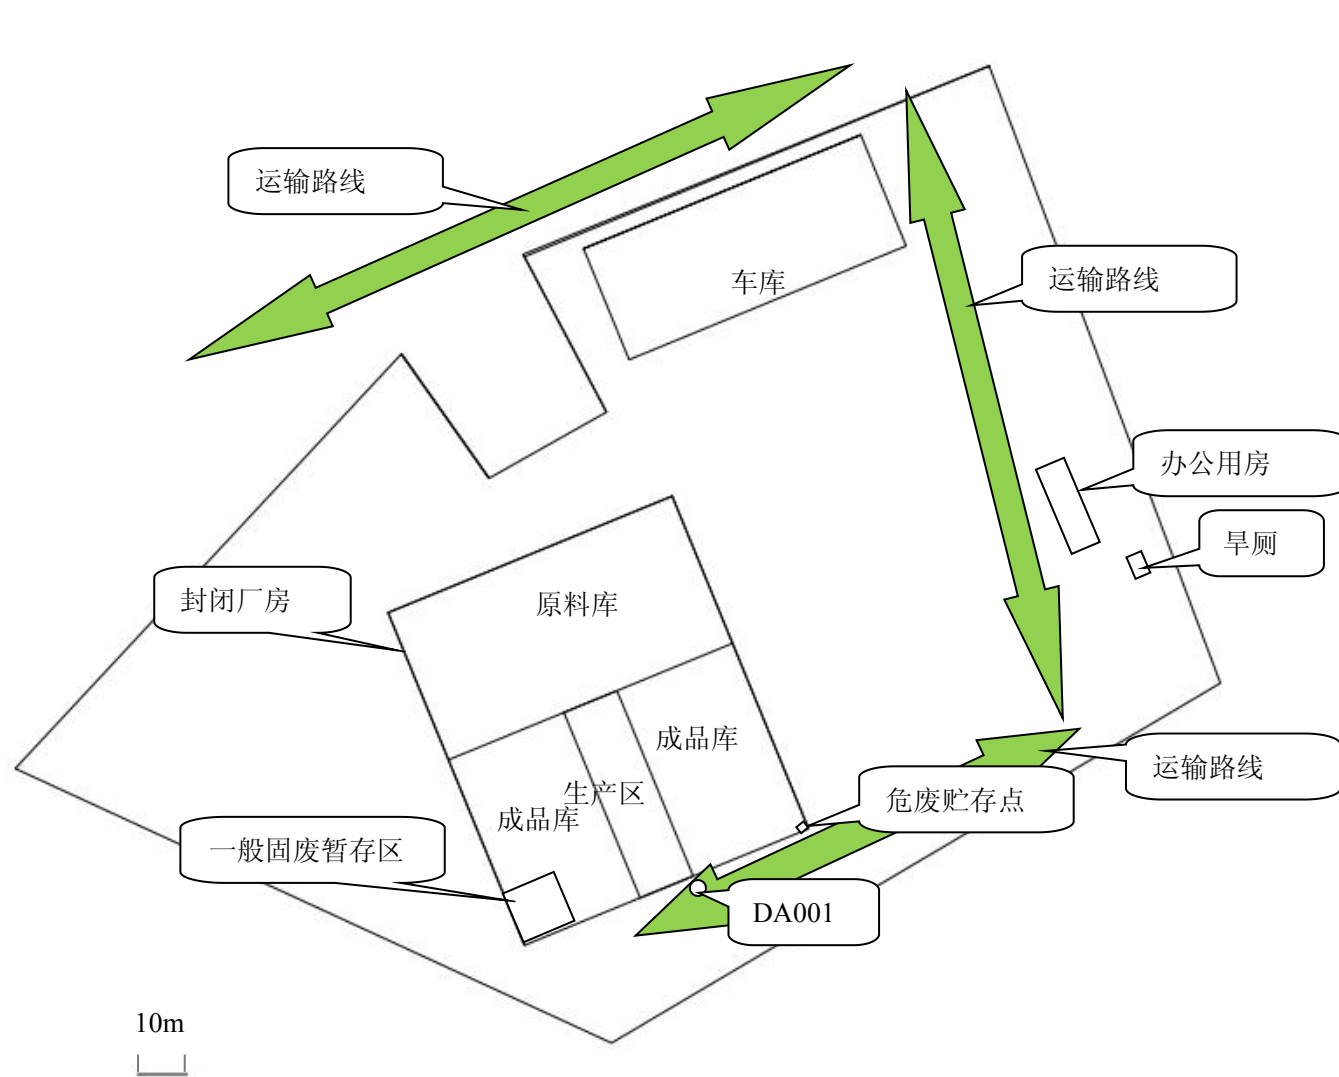 运输路线
车库
运输路线
办公用房
旱厕
封闭厂房
原料库
成品库
运输路线
生产区
危废贮存点
成品库
一般固废暂存区
DA001
10m